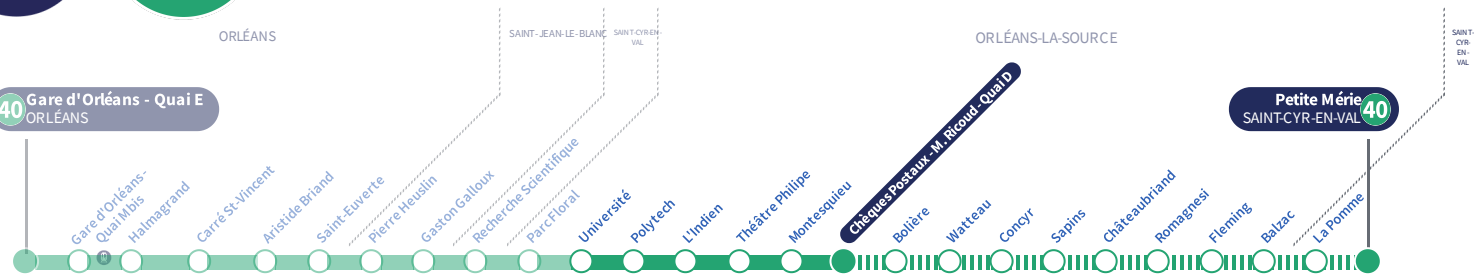 ORLÉANS
SAINT-JEAN-LE-BLANC
SAINT-CYR-EN-
VAL
ORLÉANS-LA-SOURCE
SAINT-
CYR-
EN-
VAL
40
Gare d'Orléans - Quai E
ORLÉANS
Petite Mérie
SAINT-CYR-EN-VAL
40
Gare d'Orléans-
Quai Mbis
Halmagrand
Carré St-Vincent
Aristide Briand
Saint-Euverte
Pierre Heuslin
Gaston Galloux
Recherche Scientifique
Parc Floral
Université
Polytech
L'Indien
Théâtre Philipe
Montesquieu
Chèques Postaux - M. Ricoud - Quai D
Bolière
Watteau
Concyr
Sapins
Châteaubriand
Romagnesi
Fleming
Balzac
La Pomme